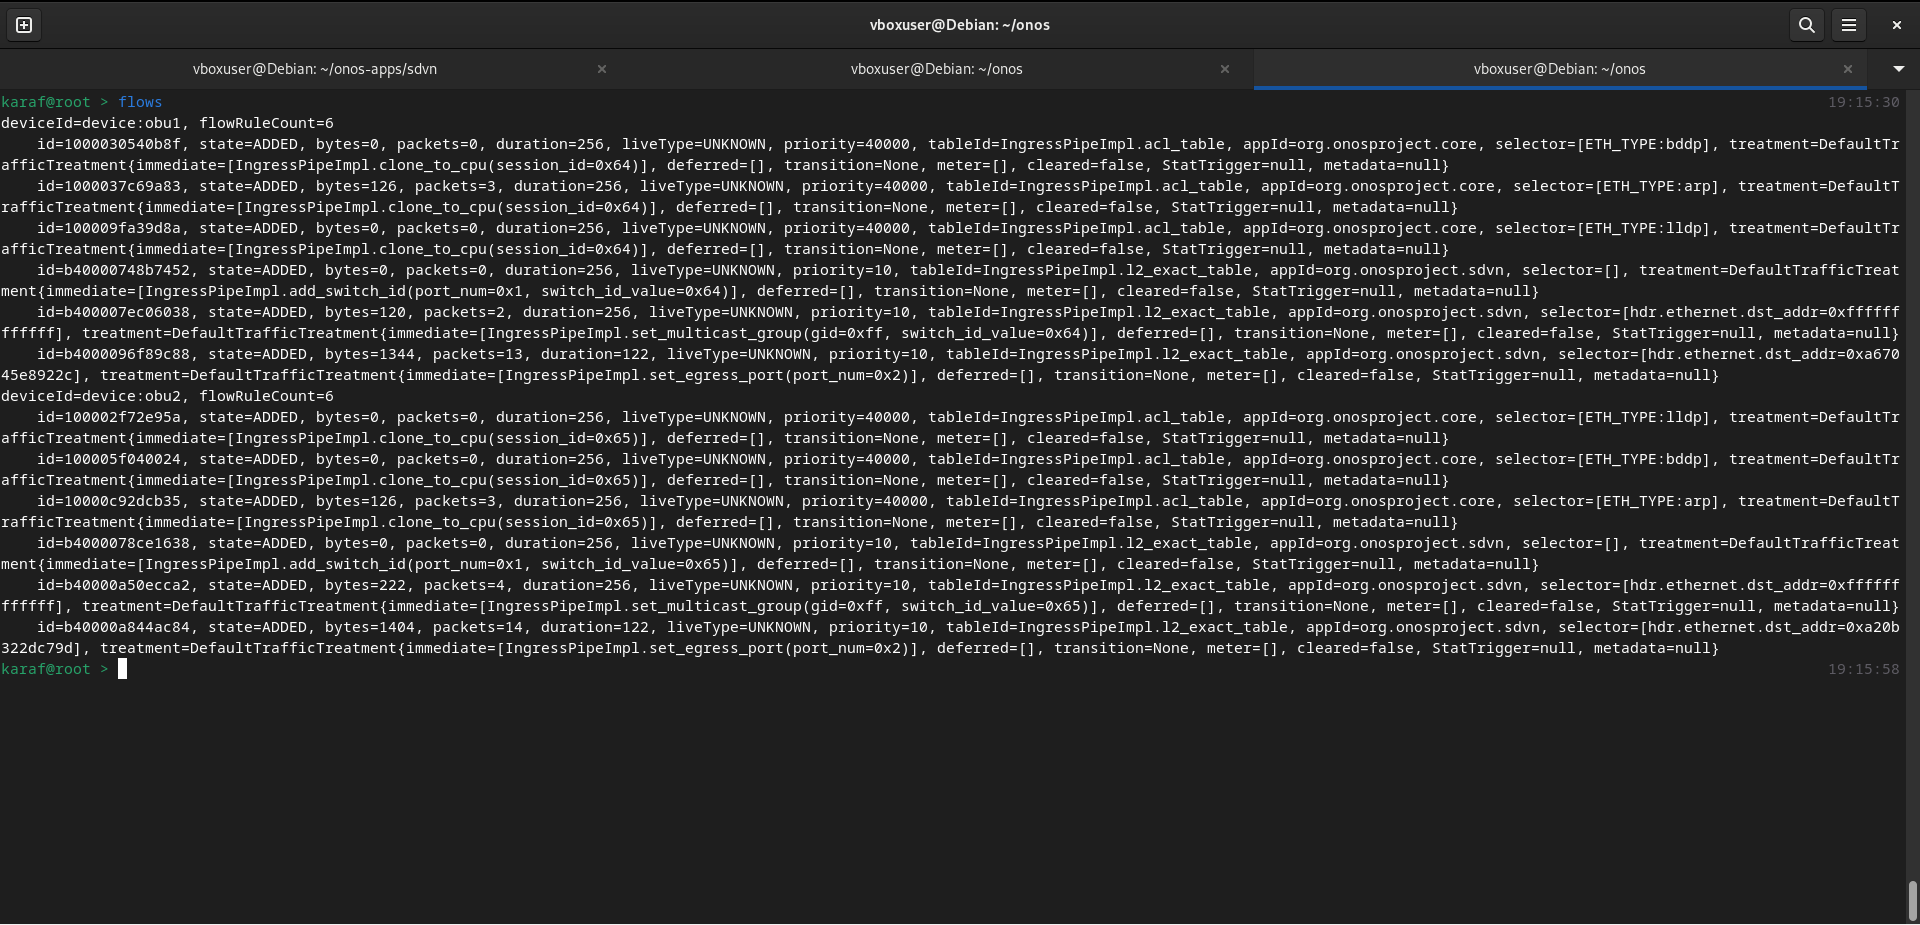 vboxuser@Debian: ~/onos
vboxuser@Debian: ~/onos-apps/sdvn
vboxuser@Debian: ~/onos
vboxuser@Debian: ~/onos
karaf@root > flows 19:15:30
deviceId=device:obu1, flowRuleCount=6
id=1000030540b8f, state=ADDED, bytes=0, packets=0, duration=256, liveType=UNKNOWN, priority=40000, tableId=IngressPipeImpl.acl_table, appId=org.onosproject.core, selector=[ETH_TYPE:bddp], treatment=DefaultTr
afficTreatment{immediate=[IngressPipeImpl.clone_to_cpu(session_id=0x64)], deferred=[], transition=None, meter=[], cleared=false, StatTrigger=null, metadata=null}
id=1000037c69a83, state=ADDED, bytes=126, packets=3, duration=256, liveType=UNKNOWN, priority=40000, tableId=IngressPipeImpl.acl_table, appId=org.onosproject.core, selector=[ETH_TYPE:arp], treatment=DefaultT
rafficTreatment{immediate=[IngressPipeImpl.clone_to_cpu(session_id=0x64)], deferred=[], transition=None, meter=[], cleared=false, StatTrigger=null, metadata=null}
id=100009fa39d8a, state=ADDED, bytes=0, packets=0, duration=256, liveType=UNKNOWN, priority=40000, tableId=IngressPipeImpl.acl_table, appId=org.onosproject.core, selector=[ETH_TYPE:lldp], treatment=DefaultTr
afficTreatment{immediate=[IngressPipeImpl.clone_to_cpu(session_id=0x64)], deferred=[], transition=None, meter=[], cleared=false, StatTrigger=null, metadata=null}
id=b40000748b7452, state=ADDED, bytes=0, packets=0, duration=256, liveType=UNKNOWN, priority=10, tableId=IngressPipeImpl.l2_exact_table, appId=org.onosproject.sdvn, selector=[], treatment=DefaultTrafficTreat
ment{immediate=[IngressPipeImpl.add_switch_id(port_num=0x1, switch_id_value=0x64)], deferred=[], transition=None, meter=[], cleared=false, StatTrigger=null, metadata=null}
id=b400007ec06038, state=ADDED, bytes=120, packets=2, duration=256, liveType=UNKNOWN, priority=10, tableId=IngressPipeImpl.l2_exact_table, appId=org.onosproject.sdvn, selector=[hdr.ethernet.dst_addr=0xffffff
ffffff], treatment=DefaultTrafficTreatment{immediate=[IngressPipeImpl.set_multicast_group(gid=0xff, switch_id_value=0x64)], deferred=[], transition=None, meter=[], cleared=false, StatTrigger=null, metadata=null}
id=b4000096f89c88, state=ADDED, bytes=1344, packets=13, duration=122, liveType=UNKNOWN, priority=10, tableId=IngressPipeImpl.l2_exact_table, appId=org.onosproject.sdvn, selector=[hdr.ethernet.dst_addr=0xa670
45e8922c], treatment=DefaultTrafficTreatment{immediate=[IngressPipeImpl.set_egress_port(port_num=0x2)], deferred=[], transition=None, meter=[], cleared=false, StatTrigger=null, metadata=null}
deviceId=device:obu2, flowRuleCount=6
id=100002f72e95a, state=ADDED, bytes=0, packets=0, duration=256, liveType=UNKNOWN, priority=40000, tableId=IngressPipeImpl.acl_table, appId=org.onosproject.core, selector=[ETH_TYPE:lldp], treatment=DefaultTr
afficTreatment{immediate=[IngressPipeImpl.clone_to_cpu(session_id=0x65)], deferred=[], transition=None, meter=[], cleared=false, StatTrigger=null, metadata=null}
id=100005f040024, state=ADDED, bytes=0, packets=0, duration=256, liveType=UNKNOWN, priority=40000, tableId=IngressPipeImpl.acl_table, appId=org.onosproject.core, selector=[ETH_TYPE:bddp], treatment=DefaultTr
afficTreatment{immediate=[IngressPipeImpl.clone_to_cpu(session_id=0x65)], deferred=[], transition=None, meter=[], cleared=false, StatTrigger=null, metadata=null}
id=10000c92dcb35, state=ADDED, bytes=126, packets=3, duration=256, liveType=UNKNOWN, priority=40000, tableId=IngressPipeImpl.acl_table, appId=org.onosproject.core, selector=[ETH_TYPE:arp], treatment=DefaultT
rafficTreatment{immediate=[IngressPipeImpl.clone_to_cpu(session_id=0x65)], deferred=[], transition=None, meter=[], cleared=false, StatTrigger=null, metadata=null}
id=b4000078ce1638, state=ADDED, bytes=0, packets=0, duration=256, liveType=UNKNOWN, priority=10, tableId=IngressPipeImpl.l2_exact_table, appId=org.onosproject.sdvn, selector=[], treatment=DefaultTrafficTreat
ment{immediate=[IngressPipeImpl.add_switch_id(port_num=0x1, switch_id_value=0x65)], deferred=[], transition=None, meter=[], cleared=false, StatTrigger=null, metadata=null}
id=b40000a50ecca2, state=ADDED, bytes=222, packets=4, duration=256, liveType=UNKNOWN, priority=10, tableId=IngressPipeImpl.l2_exact_table, appId=org.onosproject.sdvn, selector=[hdr.ethernet.dst_addr=0xffffff
ffffff], treatment=DefaultTrafficTreatment{immediate=[IngressPipeImpl.set_multicast_group(gid=0xff, switch_id_value=0x65)], deferred=[], transition=None, meter=[], cleared=false, StatTrigger=null, metadata=null}
id=b40000a844ac84, state=ADDED, bytes=1404, packets=14, duration=122, liveType=UNKNOWN, priority=10, tableId=IngressPipeImpl.l2_exact_table, appId=org.onosproject.sdvn, selector=[hdr.ethernet.dst_addr=0xa20b
322dc79d], treatment=DefaultTrafficTreatment{immediate=[IngressPipeImpl.set_egress_port(port_num=0x2)], deferred=[], transition=None, meter=[], cleared=false, StatTrigger=null, metadata=null}
karaf@root > 19:15:58